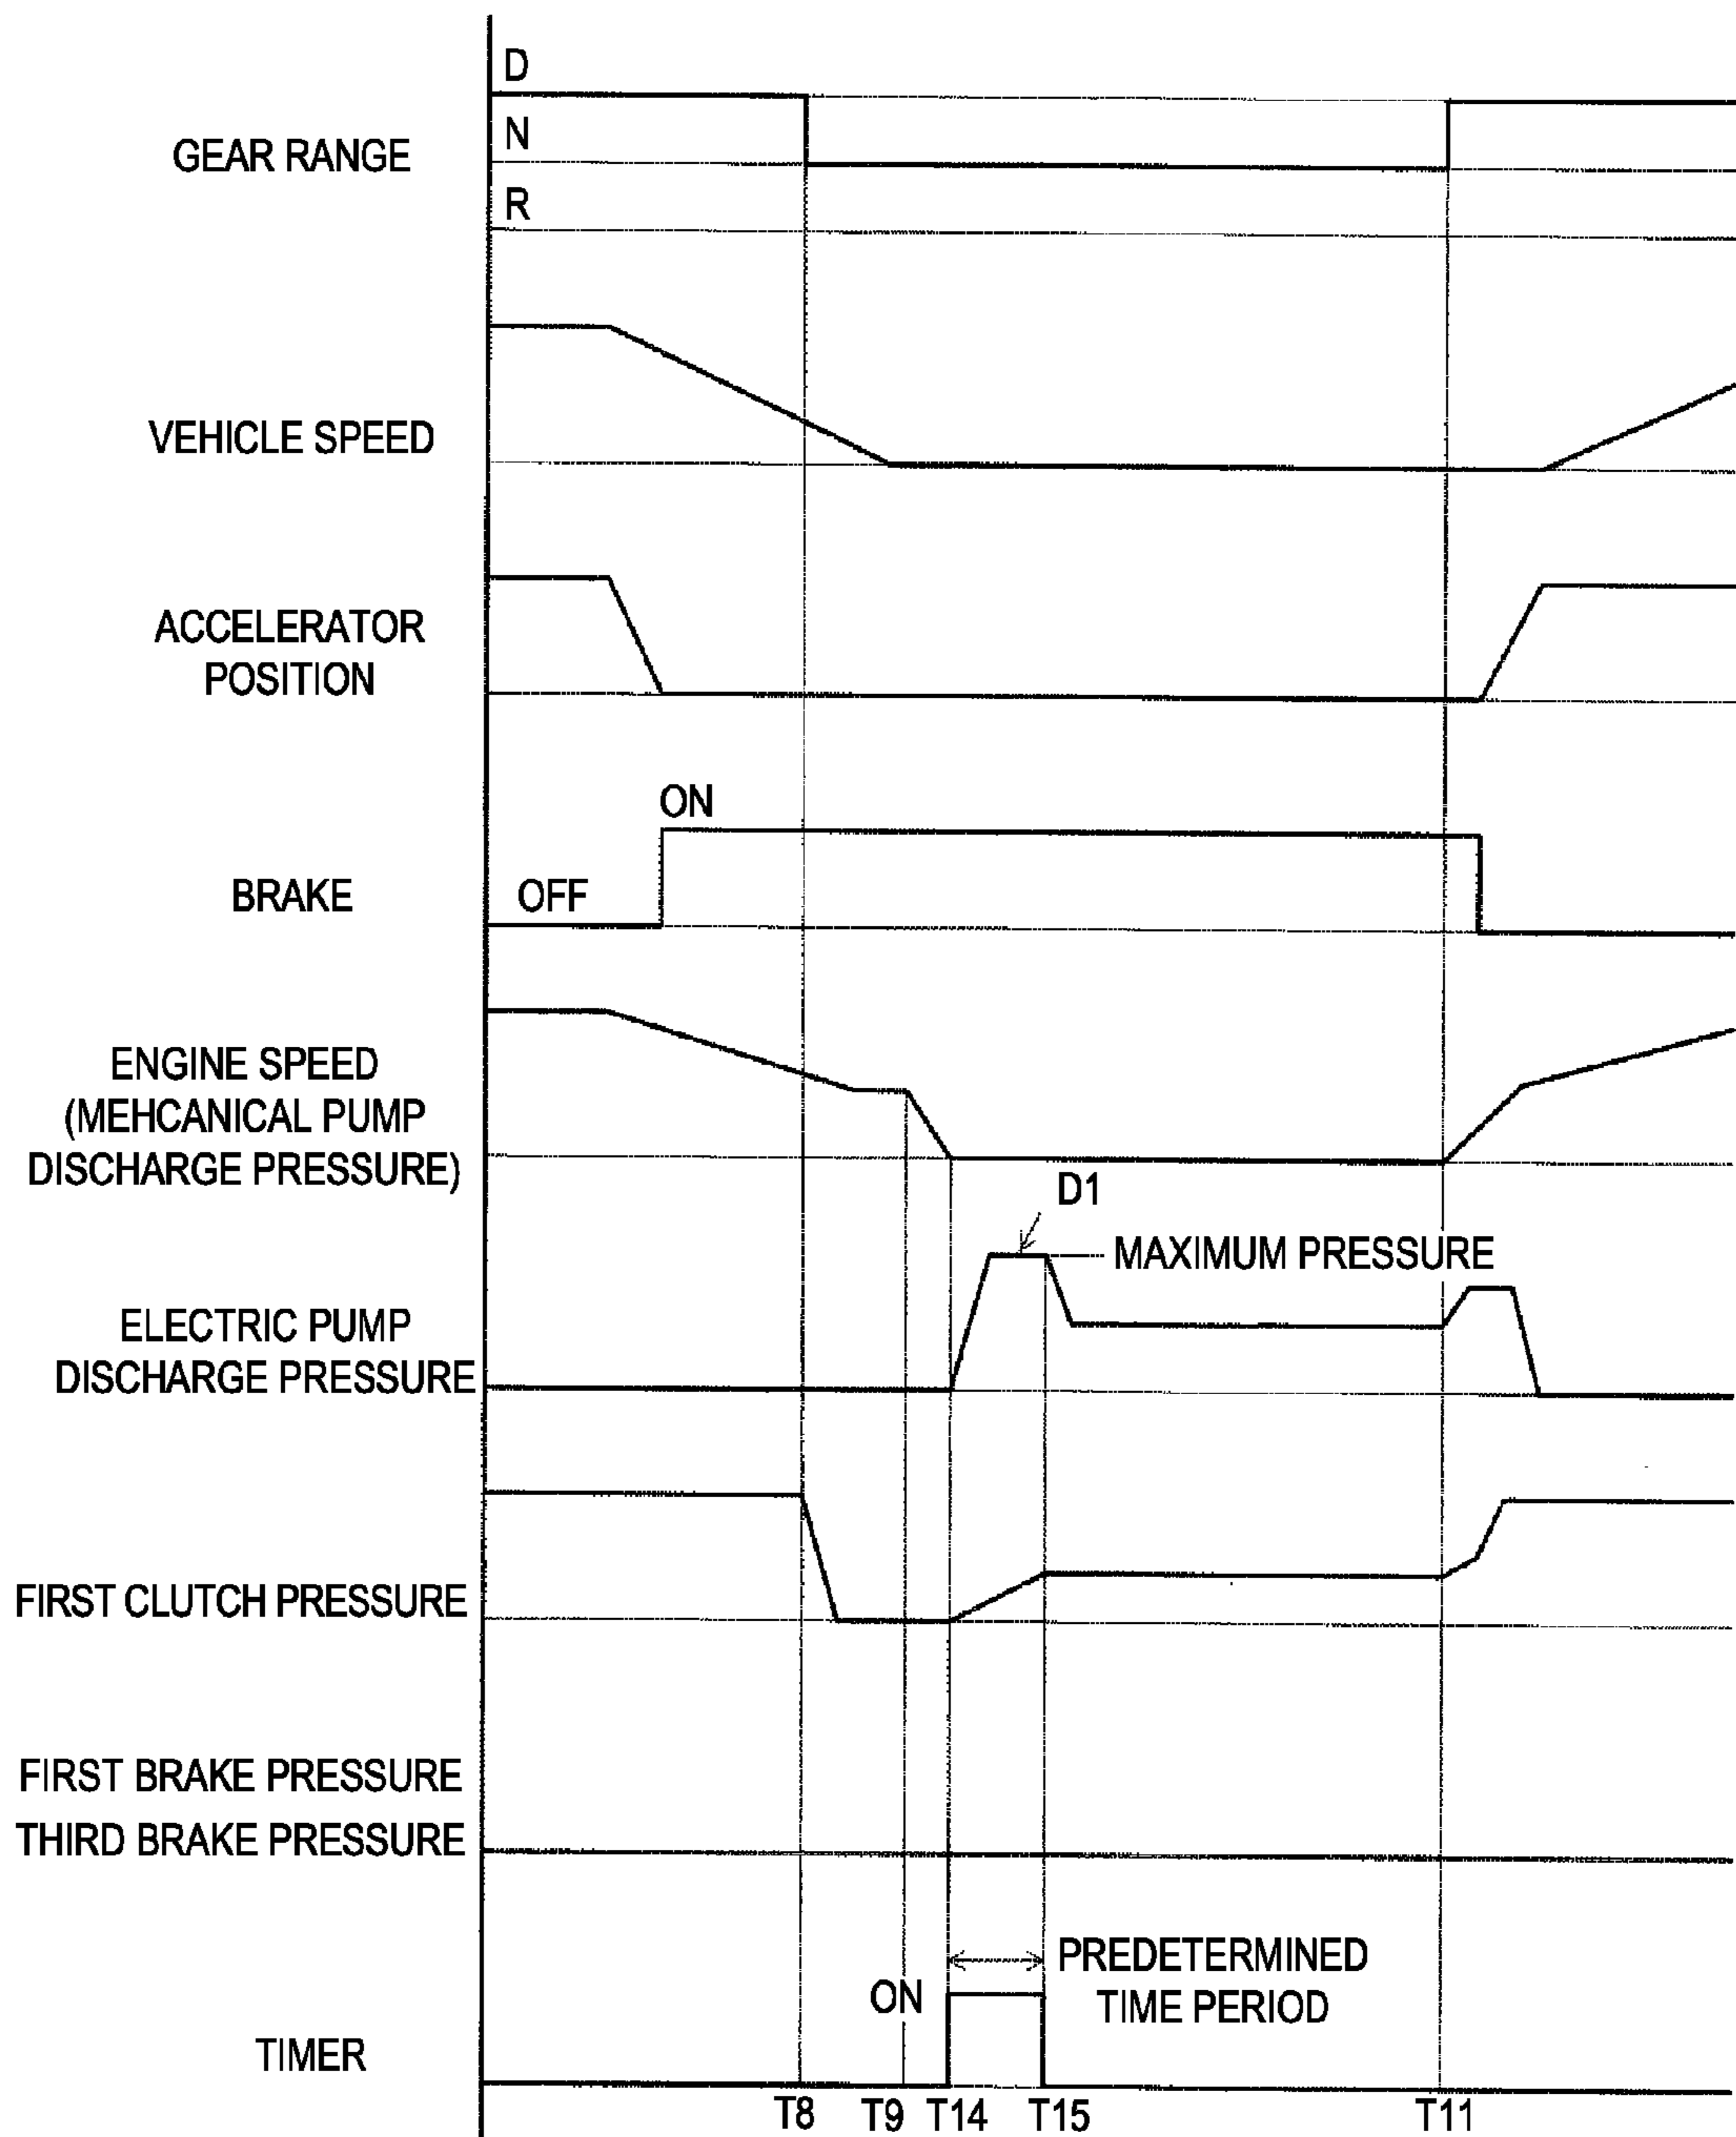 D
N
GEAR RANGE
R
VEHICLE SPEED
ACCELERATOR
POSITION
ON
BRAKE
OFF
ENGINE SPEED
(MEHCANICAL PUMP
DISCHARGE PRESSURE)
D1
MAXIMUM PRESSURE
ELECTRIC PUMP
DISCHARGE PRESSURE
FIRST CLUTCH PRESSURE
FIRST BRAKE PRESSURE
THIRD BRAKE PRESSURE
PREDETERMINED
TIME PERIOD
ON
TIMER
T8 T9 T14 T15 T11